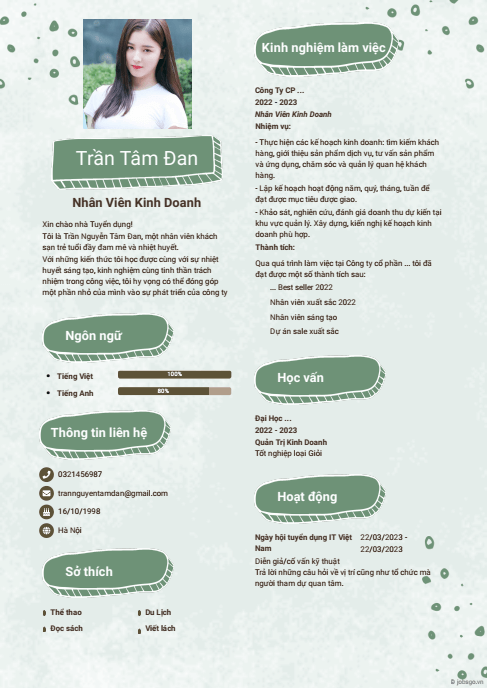 Trần Tâm Đan
Nhân Viên Kinh Doanh
Xin chào nhà Tuyển dụng!
Tôi là Trần Nguyễn Tâm Đan, một nhân viên khách
sạn trẻ tuổi đầy đam mê và nhiệt huyết.
Với những kiến thức tôi học được cùng với sự nhiệt
huyết sáng tạo, kinh nghiệm cùng tinh thần trách
nhiệm trong công việc, tôi hy vọng có thể đóng góp
một phần nhỏ của mình vào sự phát triển của công ty
Ngôn ngữ
Tiếng Việt 100%
Tiếng Anh 80%
Thông tin liên hệ
0321456987
trannguyentamdan@gmail.com
16/10/1998
Hà Nội
Sở thích
Thể thao
Du Lịch
Đọc sách
Viết lách
Kinh nghiệm làm việc
Công Ty CP ...
2022 - 2023
Nhân Viên Kinh Doanh
Nhiệm vụ:
- Thực hiện các kế hoạch kinh doanh: tìm kiếm khách
hàng, giới thiệu sản phẩm dịch vụ, tư vấn sản phẩm
và ứng dụng, chăm sóc và quản lý quan hệ khách
hàng.
- Lập kế hoạch hoạt động năm, quý, tháng, tuần để
đạt được mục tiêu được giao.
- Khảo sát, nghiên cứu, đánh giá doanh thu dự kiến tại
khu vực quản lý. Xây dựng, kiến nghị kế hoạch kinh
doanh phù hợp.
Thành tích:
Qua quá trình làm việc tại Công ty cổ phần ... tôi đã
đạt được một số thành tích sau:
... Best seller 2022
Nhân viên xuất sắc 2022
Nhân viên sáng tạo
Dự án sale xuất sắc
Học vấn
Đại Học ...
2022 - 2023
Quản Trị Kinh Doanh
Tốt nghiệp loại Giỏi
Hoạt động
Ngày hội tuyển dụng IT Việt
Nam
22/03/2023 -
22/03/2023
Diễn giả/cố vấn kỹ thuật
Trả lời những câu hỏi về vị trí cũng như tổ chức mà
người tham dự quan tâm.
© jobsgo.vn